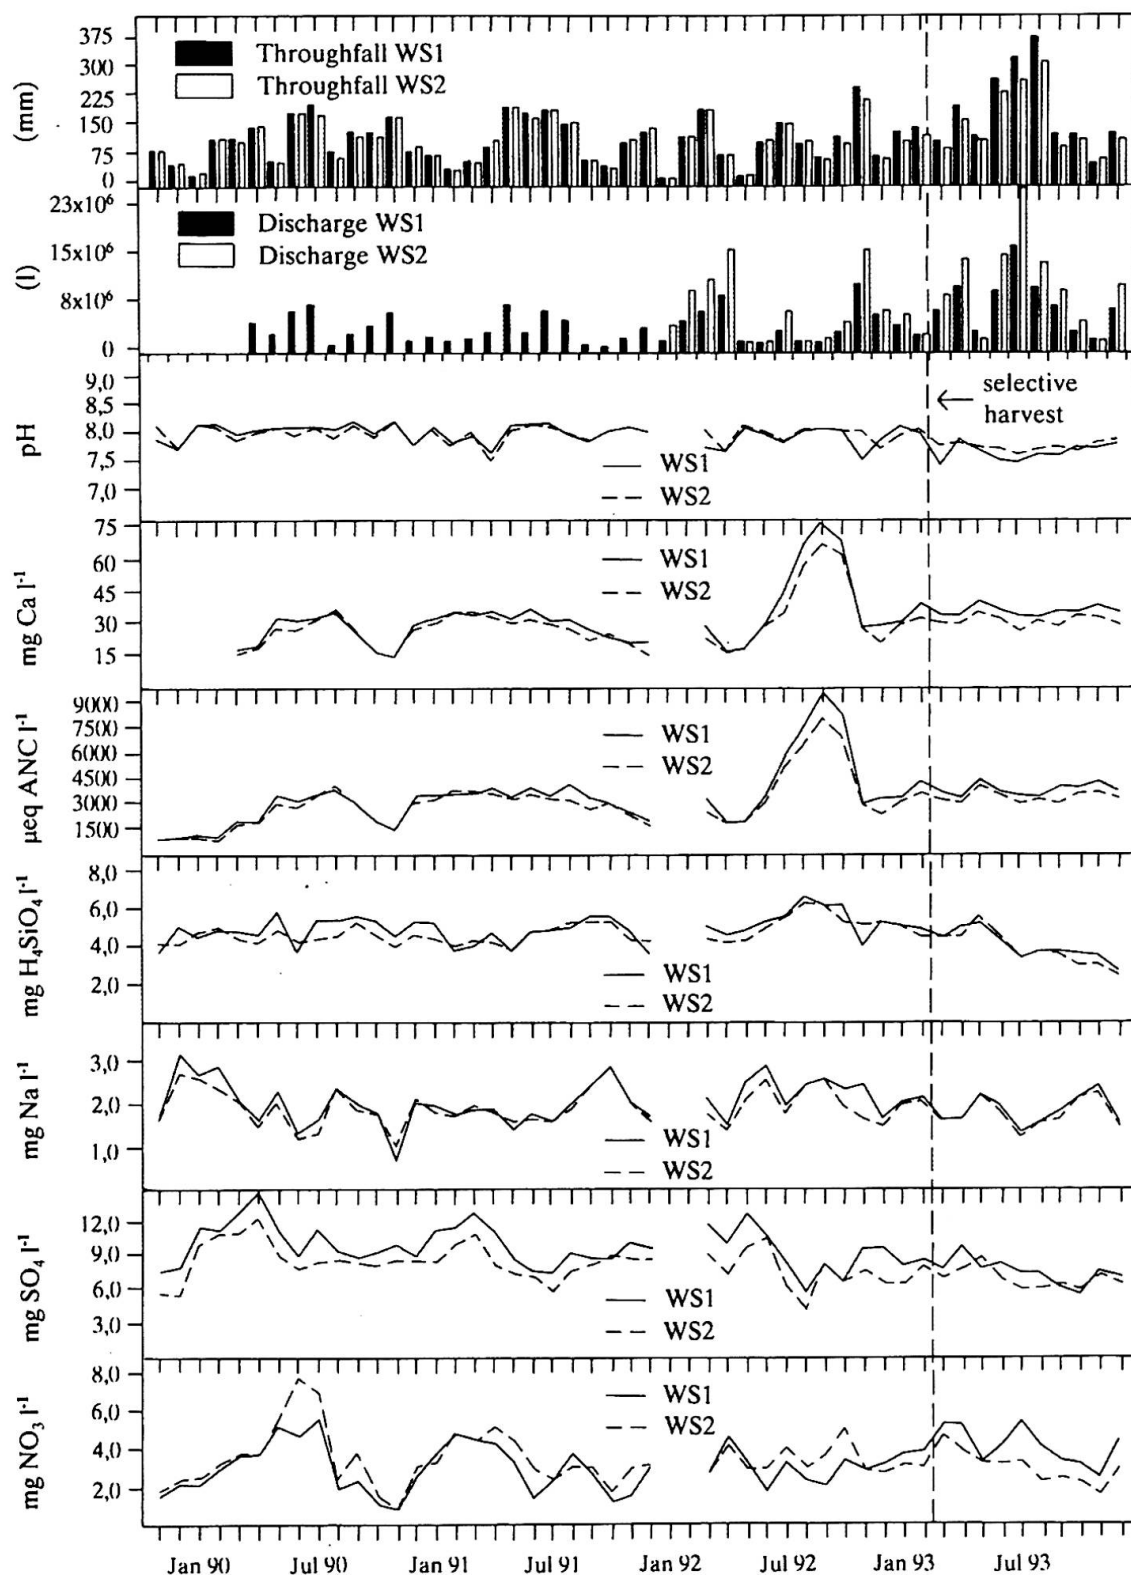 375
300
225
150
75
0
(mm)
Throughfall WS1
Throughfall WS2
23x10⁶
15x10⁶
8x10⁶
0
(l)
Discharge WS1
Discharge WS2
9,0
8,5
8,0
7,5
7,0
pH
selective
harvest
WS1
WS2
75
60
45
30
15
mg Ca l⁻¹
WS1
WS2
9000
7500
6000
4500
3000
1500
µeq ANC l⁻¹
WS1
WS2
8,0
6,0
4,0
2,0
mg H₄SiO₄ l⁻¹
WS1
WS2
3,0
2,0
1,0
mg Na l⁻¹
WS1
WS2
12,0
9,0
6,0
3,0
mg SO₄ l⁻¹
WS1
WS2
8,0
6,0
4,0
2,0
mg NO₃ l⁻¹
WS1
WS2
Jan 90 Jul 90 Jan 91 Jul 91 Jan 92 Jul 92 Jan 93 Jul 93